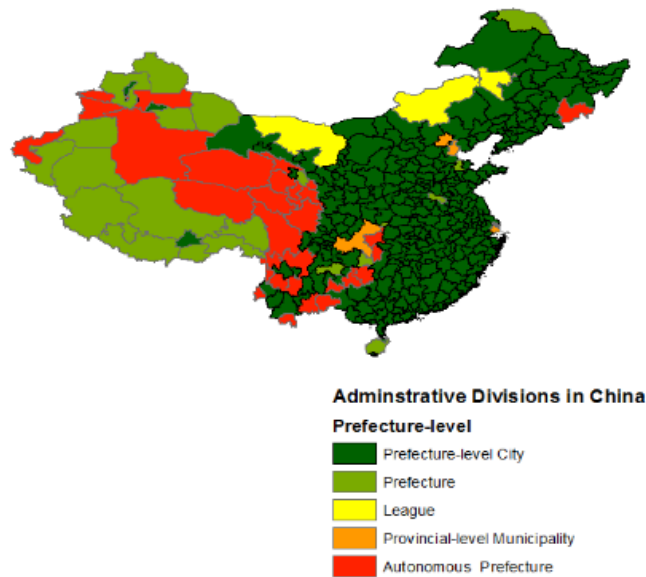 Adminstrative Divisions in China
Prefecture-level
Prefecture-level City
Prefecture
League
Provincial-level Municipality
Autonomous Prefecture